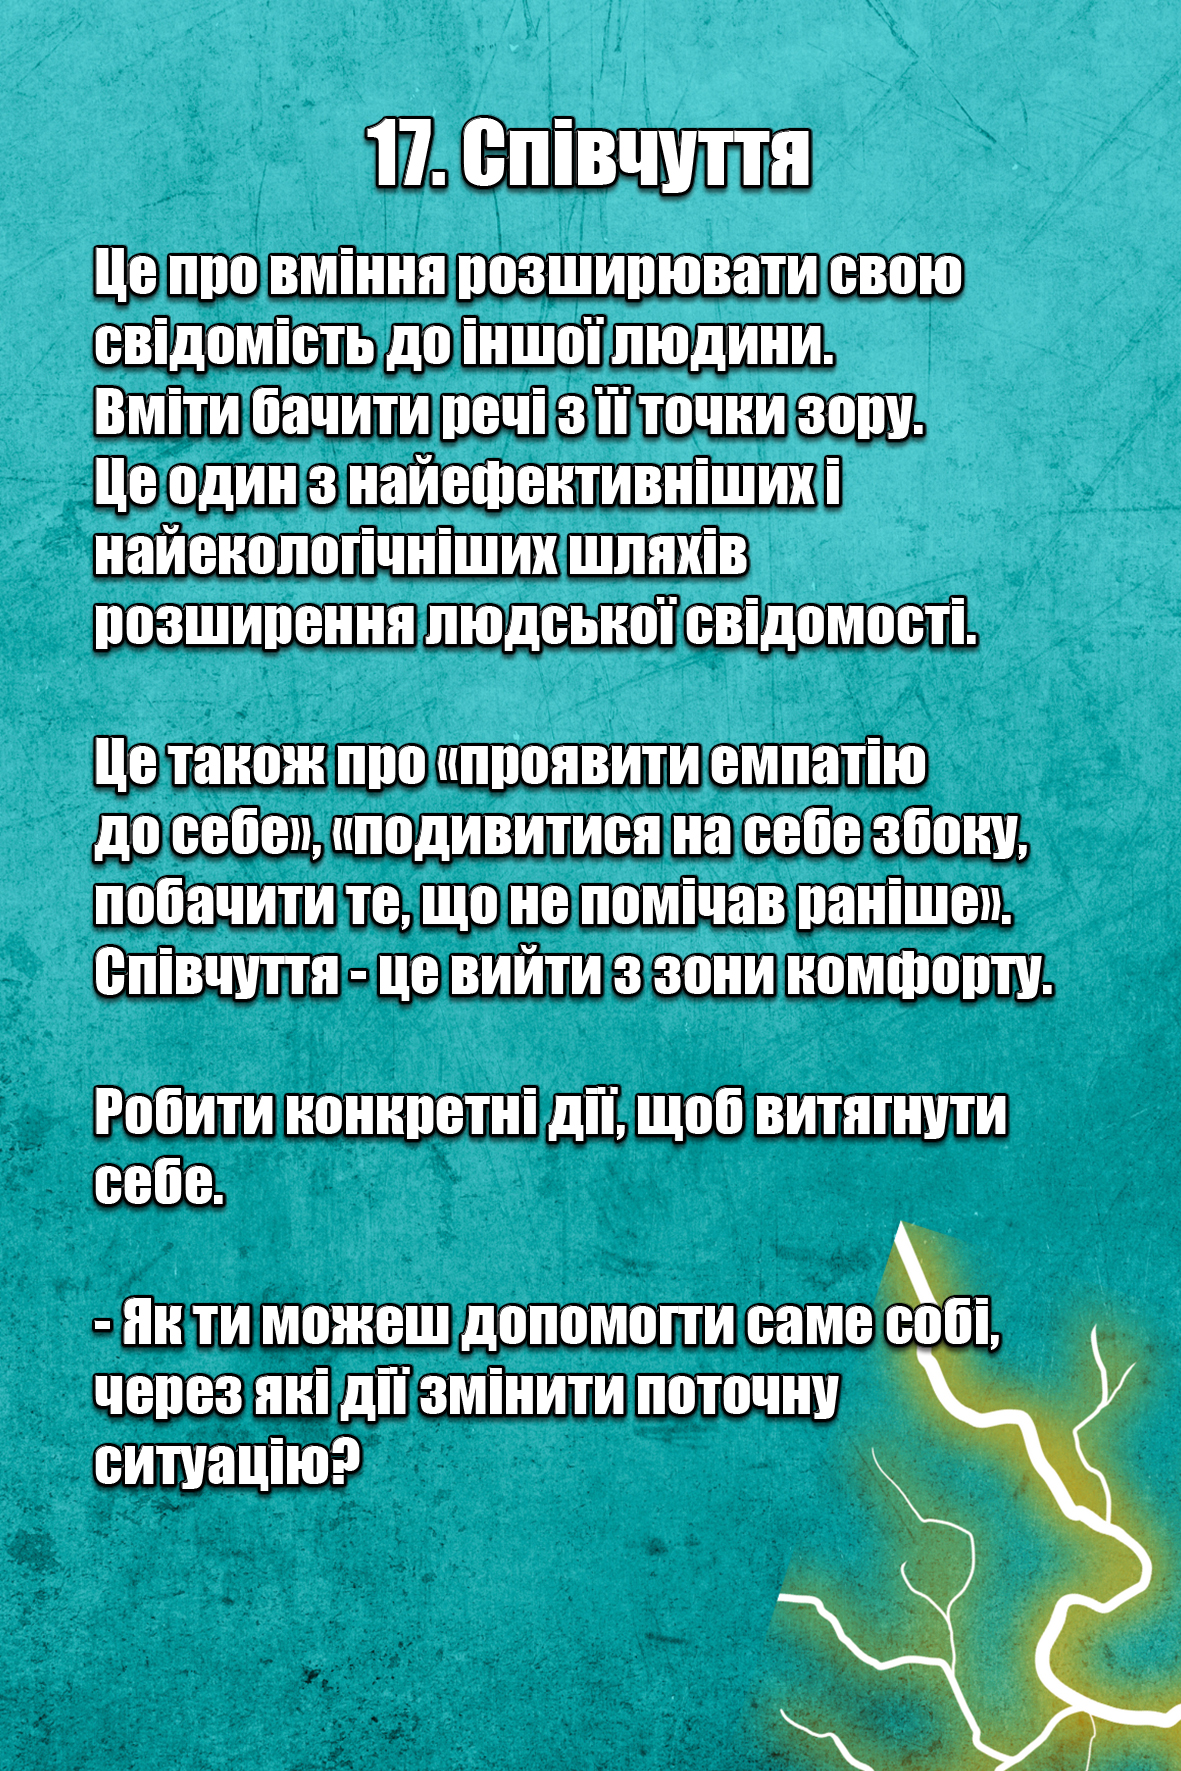 17. Співчуття
Це про вміння розширювати свою
свідомість до іншої людини.
Вміти бачити речі з її точки зору.
Це один з найефективніших і
найекологічніших шляхів
розширення людської свідомості.
Це також про «проявити емпатію
до себе», «подивитися на себе збоку,
побачити те, що не помічав раніше».
Співчуття - це вийти з зони комфорту.
Робити конкретні дії, щоб витягнути
себе.
- Як ти можеш допомогти саме собі,
через які дії змінити поточну
ситуацію?